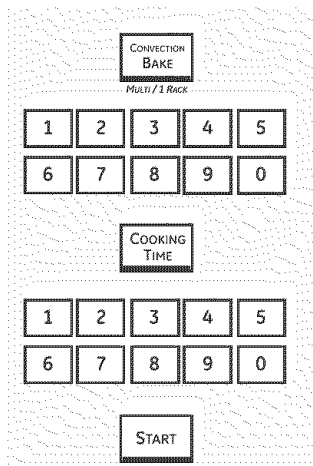 CONVECTION
BAKE
MULTI / 1 RACK
1 2 3 4 5
6 7 8 9 0
COOKING
TIME
1 2 3 4 5
6 7 8 9 0
START